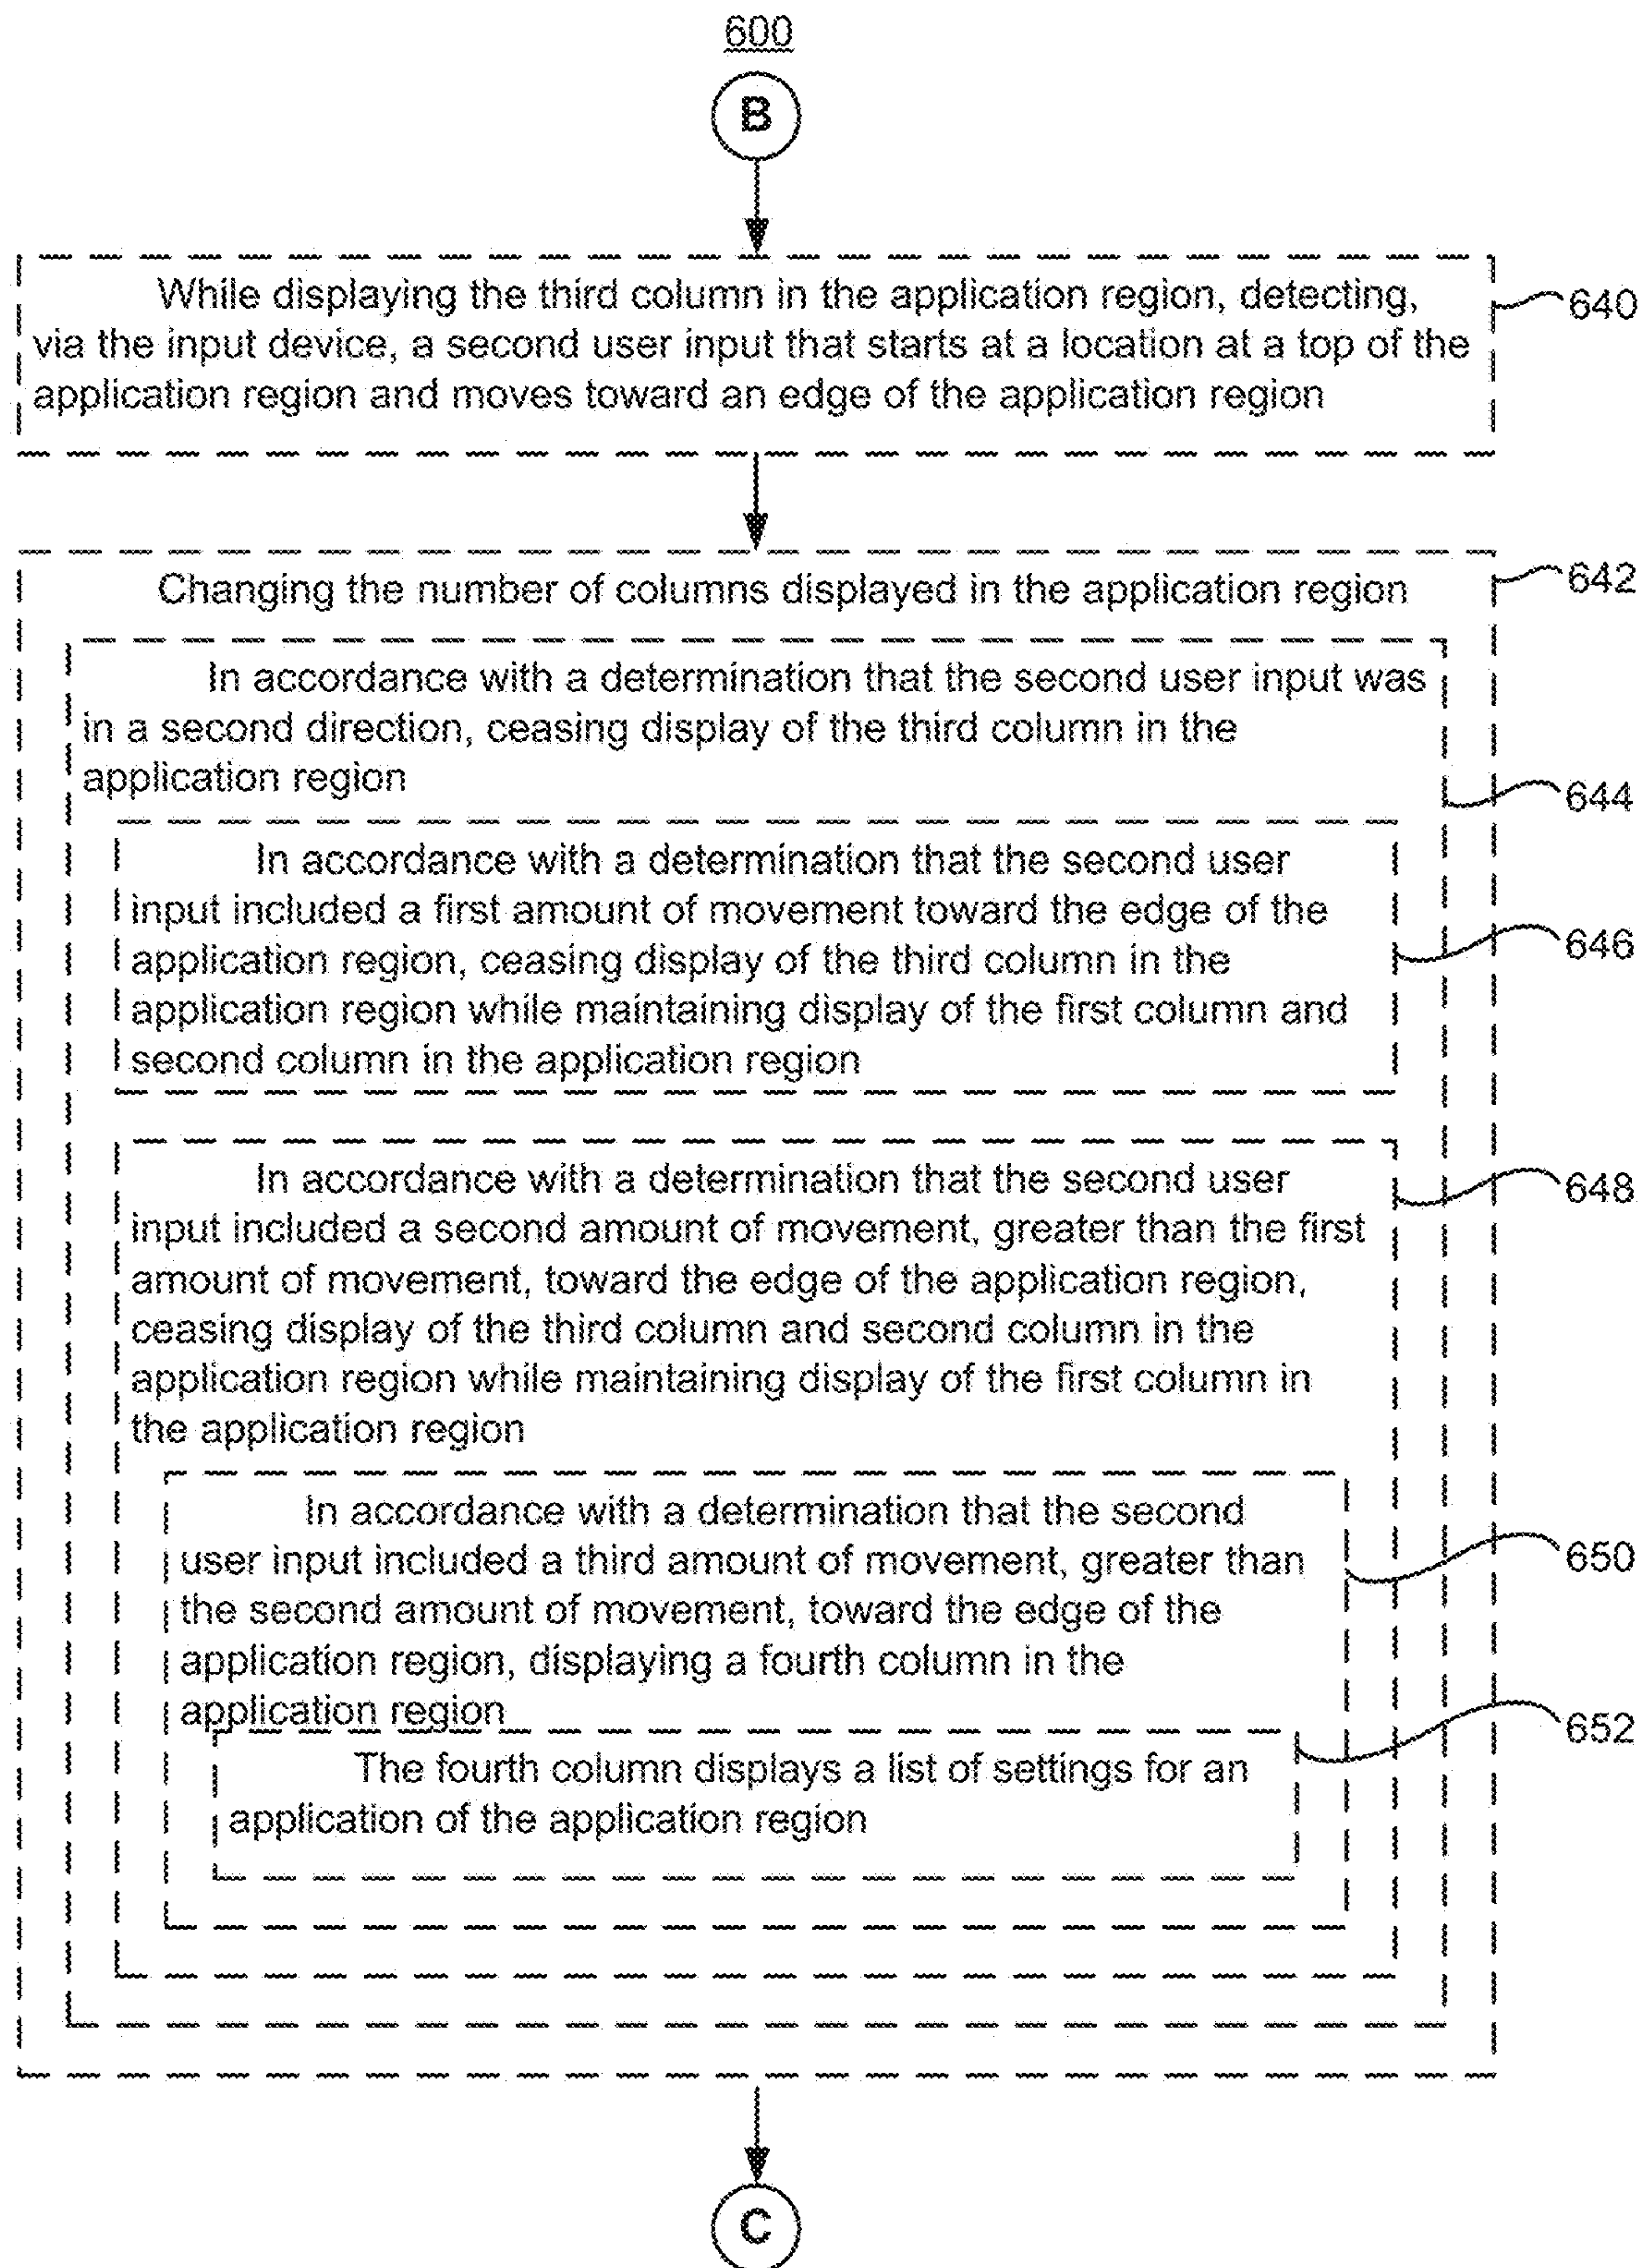 600
B
While displaying the third column in the application region, detecting,
via the input device, a second user input that starts at a location at a top of the
application region and moves toward an edge of the application region
640
Changing the number of columns displayed in the application region
642
In accordance with a determination that the second user input was
in a second direction, ceasing display of the third column in the
application region
644
In accordance with a determination that the second user
input included a first amount of movement toward the edge of the
application region, ceasing display of the third column in the
application region while maintaining display of the first column and
second column in the application region
646
In accordance with a determination that the second user
input included a second amount of movement, greater than the first
amount of movement, toward the edge of the application region,
ceasing display of the third column and second column in the
application region while maintaining display of the first column in
the application region
648
In accordance with a determination that the second
user input included a third amount of movement, greater than
the second amount of movement, toward the edge of the
application region, displaying a fourth column in the
application region
650
The fourth column displays a list of settings for an
application of the application region
652
C